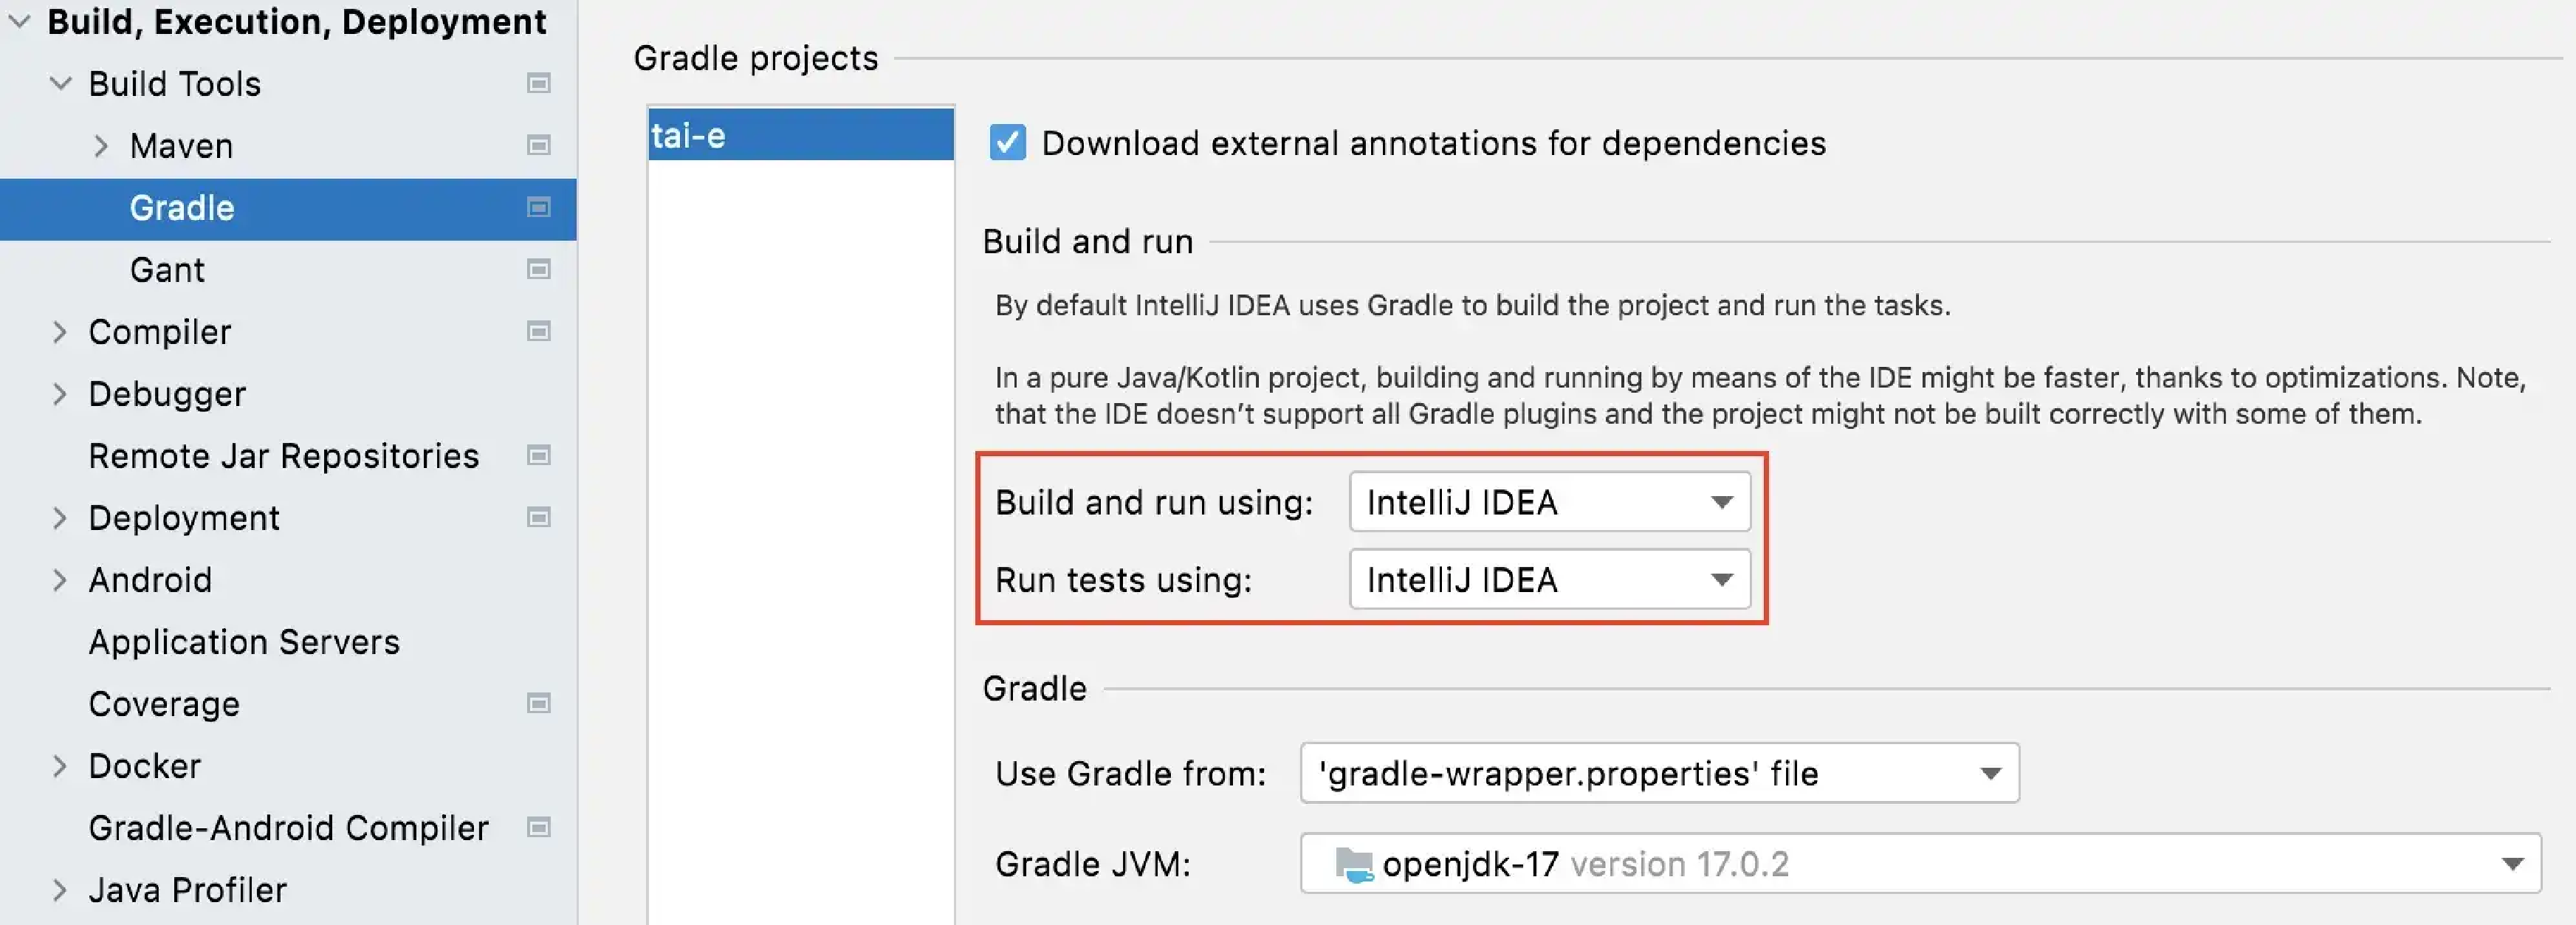 Build, Execution, Deployment
Build Tools
Maven
Gradle
Gant
Compiler
Debugger
Remote Jar Repositories
Deployment
Android
Application Servers
Coverage
Docker
Gradle-Android Compiler
Java Profiler
Gradle projects
tai-e
Download external annotations for dependencies
Build and run
By default IntelliJ IDEA uses Gradle to build the project and run the tasks.
In a pure Java/Kotlin project, building and running by means of the IDE might be faster, thanks to optimizations. Note,
that the IDE doesn't support all Gradle plugins and the project might not be built correctly with some of them.
Build and run using: IntelliJ IDEA
Run tests using: IntelliJ IDEA
Gradle
Use Gradle from: 'gradle-wrapper.properties' file
Gradle JVM: openjdk-17 version 17.0.2